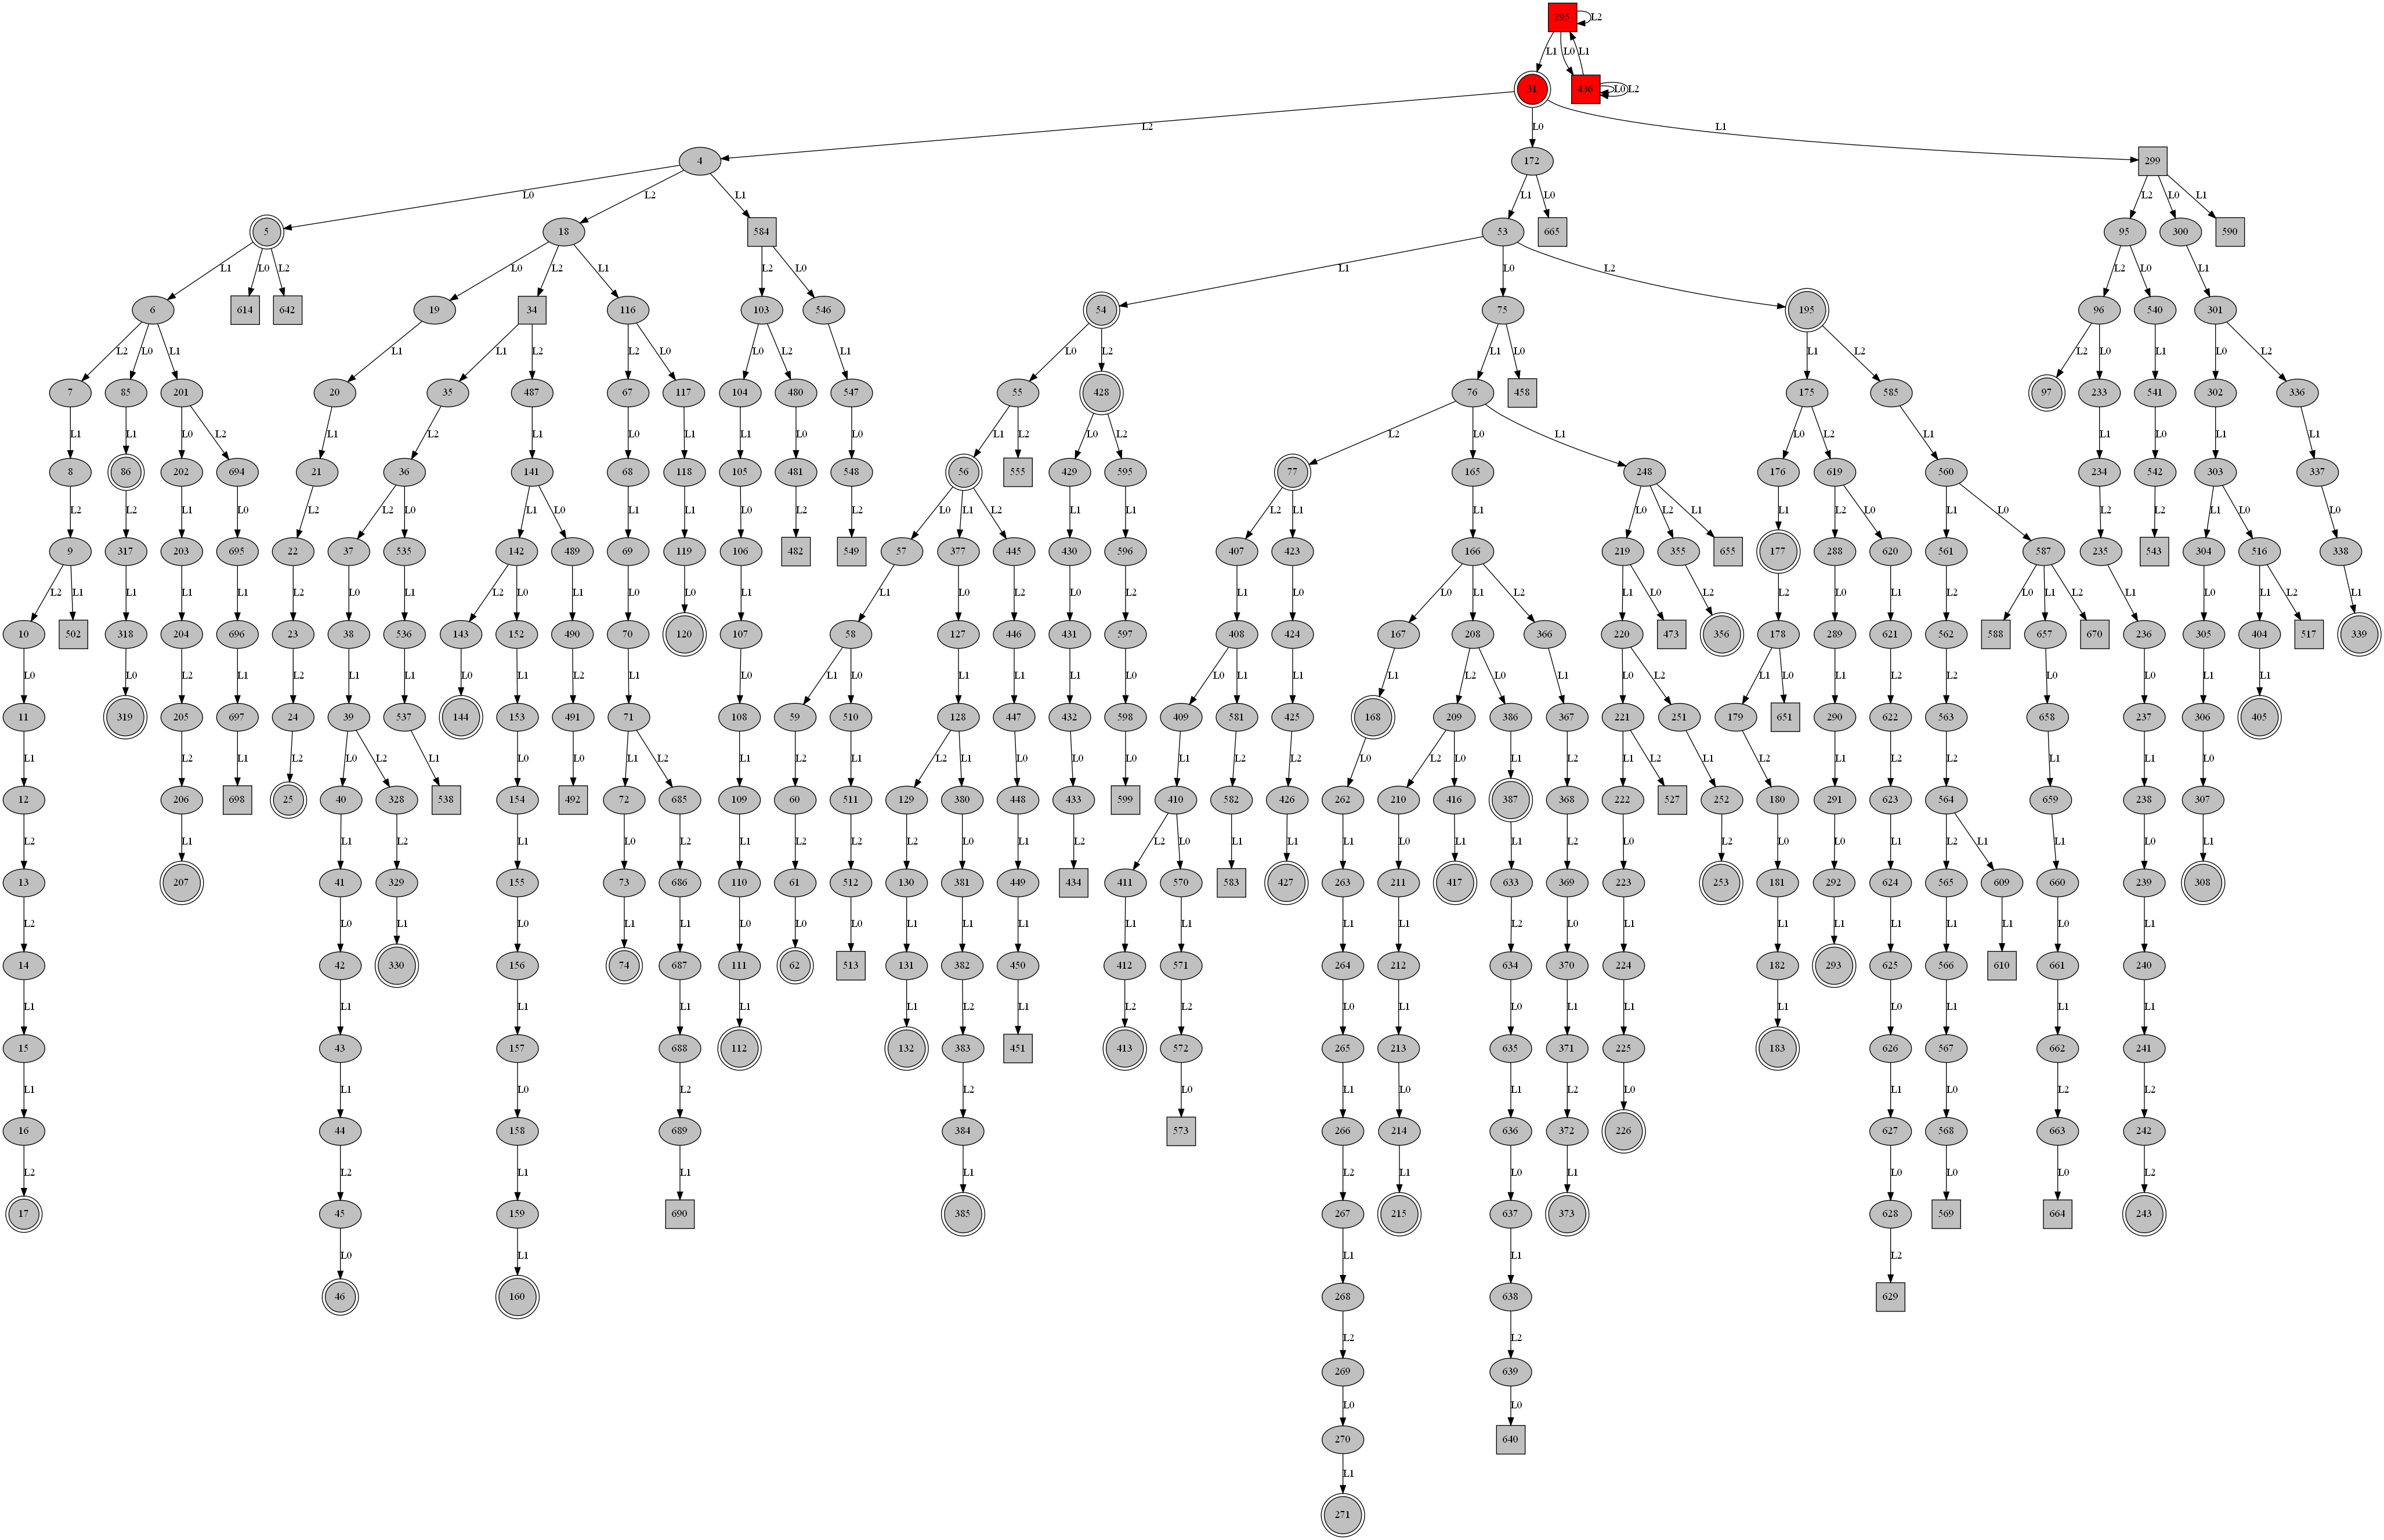 295 L2
L1 L0 L1
31 436 L0 L2
L2 L0 L1
4 172 299
L0 L2 L1 L1 L0 L2 L0 L1
5 18 584 53 665 95 300 590
L1 L0 L2 L0 L2 L1 L2 L0 L1 L0 L2 L2 L0 L1
6 614 642 19 34 116 103 546 54 75 195 96 540 301
L2 L0 L1 L1 L1 L2 L2 L0 L0 L2 L1 L0 L2 L1 L0 L1 L2 L2 L0 L1 L0 L2
7 85 201 20 35 487 67 117 104 480 547 55 428 76 458 175 585 97 233 541 302 336
L1 L1 L0 L2 L1 L2 L1 L0 L1 L1 L0 L0 L1 L2 L0 L2 L2 L0 L1 L0 L2 L1 L1 L0 L1 L1
8 86 202 694 21 36 141 68 118 105 481 548 56 555 429 595 77 165 248 176 619 560 234 542 303 337
L2 L2 L1 L0 L2 L2 L0 L1 L0 L1 L1 L0 L2 L2 L0 L1 L2 L1 L1 L2 L1 L1 L0 L2 L1 L1 L2 L0 L1 L0 L2 L2 L1 L0 L0
9 317 203 695 22 37 535 142 489 69 119 106 482 549 57 377 445 430 596 407 423 166 219 355 655 177 288 620 561 587 235 543 304 516 338
L2 L1 L1 L1 L1 L2 L0 L1 L2 L0 L1 L0 L0 L1 L1 L0 L2 L0 L2 L1 L0 L0 L1 L2 L1 L0 L2 L2 L0 L1 L2 L0 L1 L2 L1 L0 L1 L2 L1
10 502 318 204 696 23 38 536 143 152 490 70 120 107 58 127 446 431 597 408 424 167 208 366 220 473 356 178 289 621 562 588 657 670 236 305 404 517 339
L0 L0 L2 L1 L2 L1 L1 L0 L1 L2 L1 L0 L1 L0 L1 L1 L1 L0 L0 L1 L1 L1 L2 L0 L1 L0 L2 L1 L0 L1 L2 L2 L0 L0 L1 L1
11 319 205 697 24 39 537 144 153 491 71 108 59 510 128 447 432 598 409 581 425 168 209 386 367 221 251 179 651 290 622 563 658 237 306 405
L1 L2 L1 L2 L0 L2 L1 L0 L0 L1 L2 L1 L2 L1 L2 L1 L0 L0 L0 L1 L2 L2 L0 L2 L0 L1 L2 L1 L2 L1 L2 L1 L2 L2 L1 L1 L0
12 206 698 25 40 328 538 154 492 72 685 109 60 511 129 380 448 433 599 410 582 426 262 210 416 387 368 222 527 252 180 291 623 564 659 238 307
L2 L1 L1 L2 L1 L0 L2 L1 L2 L2 L2 L0 L1 L2 L2 L0 L1 L1 L1 L0 L1 L1 L2 L0 L2 L0 L0 L1 L2 L1 L1 L0 L1
13 207 41 329 155 73 686 110 61 512 130 381 449 434 411 570 583 427 263 211 417 633 369 223 253 181 292 624 565 609 660 239 308
L2 L0 L1 L0 L1 L1 L0 L0 L0 L1 L1 L1 L1 L1 L1 L1 L2 L0 L1 L1 L1 L1 L1 L1 L0 L1
14 42 330 156 74 687 111 62 513 131 382 450 412 571 264 212 634 370 224 182 293 625 566 610 661 240
L1 L1 L1 L1 L1 L1 L2 L1 L2 L2 L0 L1 L0 L1 L1 L1 L0 L1 L1 L1
15 43 157 688 112 132 383 451 413 572 265 213 635 371 225 183 626 567 662 241
L1 L1 L0 L2 L2 L0 L1 L0 L1 L2 L0 L1 L0 L2 L2
16 44 158 689 384 573 266 214 636 372 226 627 568 663 242
L2 L2 L1 L1 L1 L2 L1 L0 L1 L0 L0 L0 L2
17 45 159 690 385 267 215 637 373 628 569 664 243
L0 L1 L1 L1 L2
46 160 268 638 629
L2 L2
269 639
L0 L0
270 640
L1
271